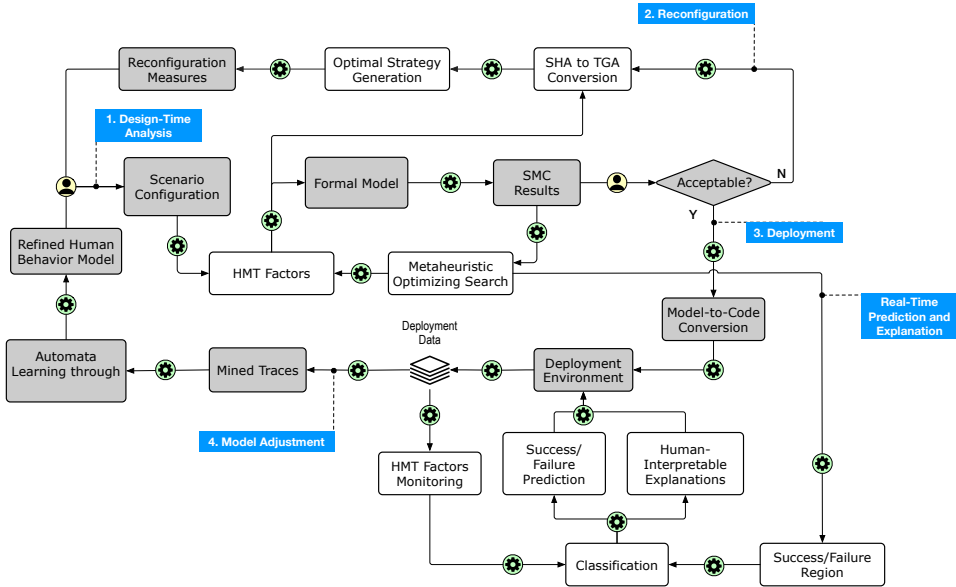 2. Reconfiguration
Reconfiguration
Measures
Optimal Strategy
Generation
SHA to TGA
Conversion
1. Design-Time
Analysis
Scenario
Configuration
Formal Model
SMC
Results
Acceptable?
N
Y
3. Deployment
Refined Human
Behavior Model
HMT Factors
Metaheuristic
Optimizing Search
Real-Time
Prediction and
Explanation
Model-to-Code
Conversion
Deployment
Data
Automata
Learning through
Mined Traces
Deployment
Environment
4. Model Adjustment
HMT Factors
Monitoring
Success/
Failure
Prediction
Human-
Interpretable
Explanations
Classification
Success/Failure
Region